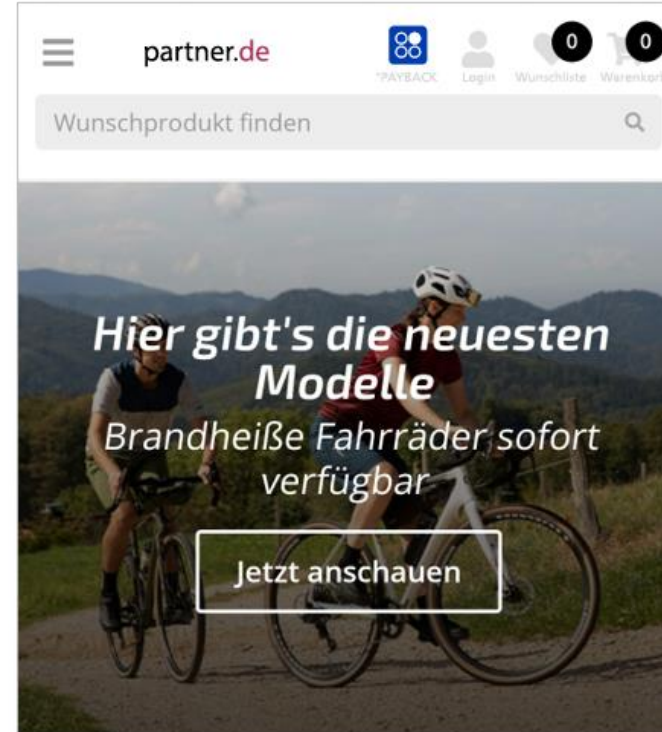 partner.de
°PAYBACK
Login
0
Wunschliste
0
Warenkorb
Wunschprodukt finden
Hier gibt's die neuesten
Modelle
Brandheiße Fahrräder sofort
verfügbar
Jetzt anschauen